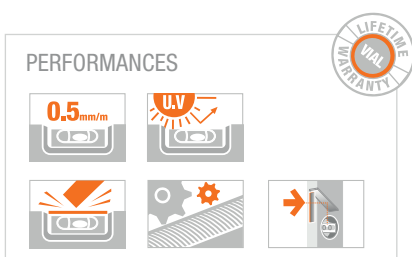 LIFETIME
VIAL
WARRANTY
PERFORMANCES
0.5mm/m
U.V